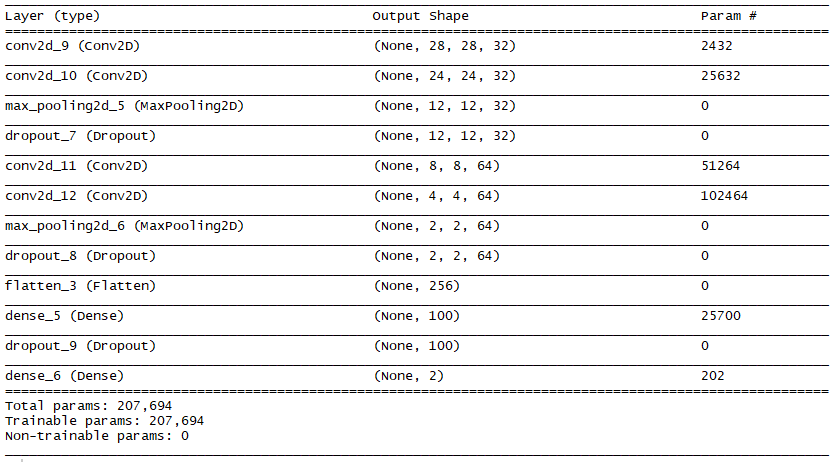 Layer (type) Output Shape Param #
conv2d_9 (Conv2D) (None, 28, 28, 32) 2432
conv2d_10 (Conv2D) (None, 24, 24, 32) 25632
max_pooling2d_5 (MaxPooling2D) (None, 12, 12, 32) 0
dropout_7 (Dropout) (None, 12, 12, 32) 0
conv2d_11 (Conv2D) (None, 8, 8, 64) 51264
conv2d_12 (Conv2D) (None, 4, 4, 64) 102464
max_pooling2d_6 (MaxPooling2D) (None, 2, 2, 64) 0
dropout_8 (Dropout) (None, 2, 2, 64) 0
flatten_3 (Flatten) (None, 256) 0
dense_5 (Dense) (None, 100) 25700
dropout_9 (Dropout) (None, 100) 0
dense_6 (Dense) (None, 2) 202
Total params: 207,694
Trainable params: 207,694
Non-trainable params: 0